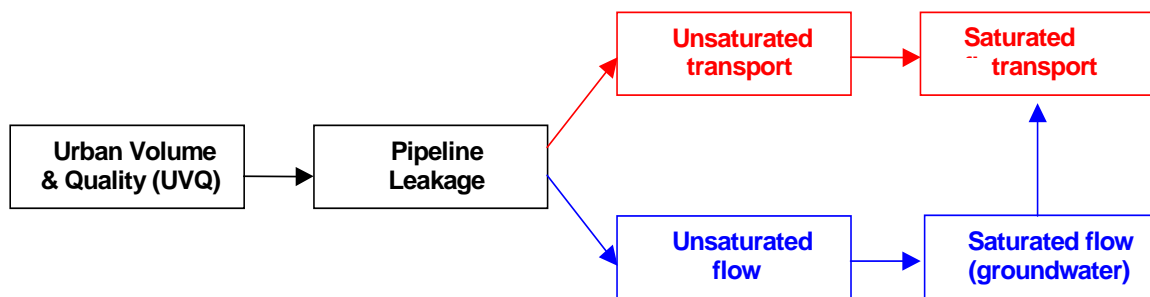 Unsaturated
transport
Saturated
transport
Urban Volume
& Quality (UVQ)
Pipeline
Leakage
Unsaturated
flow
Saturated flow
(groundwater)